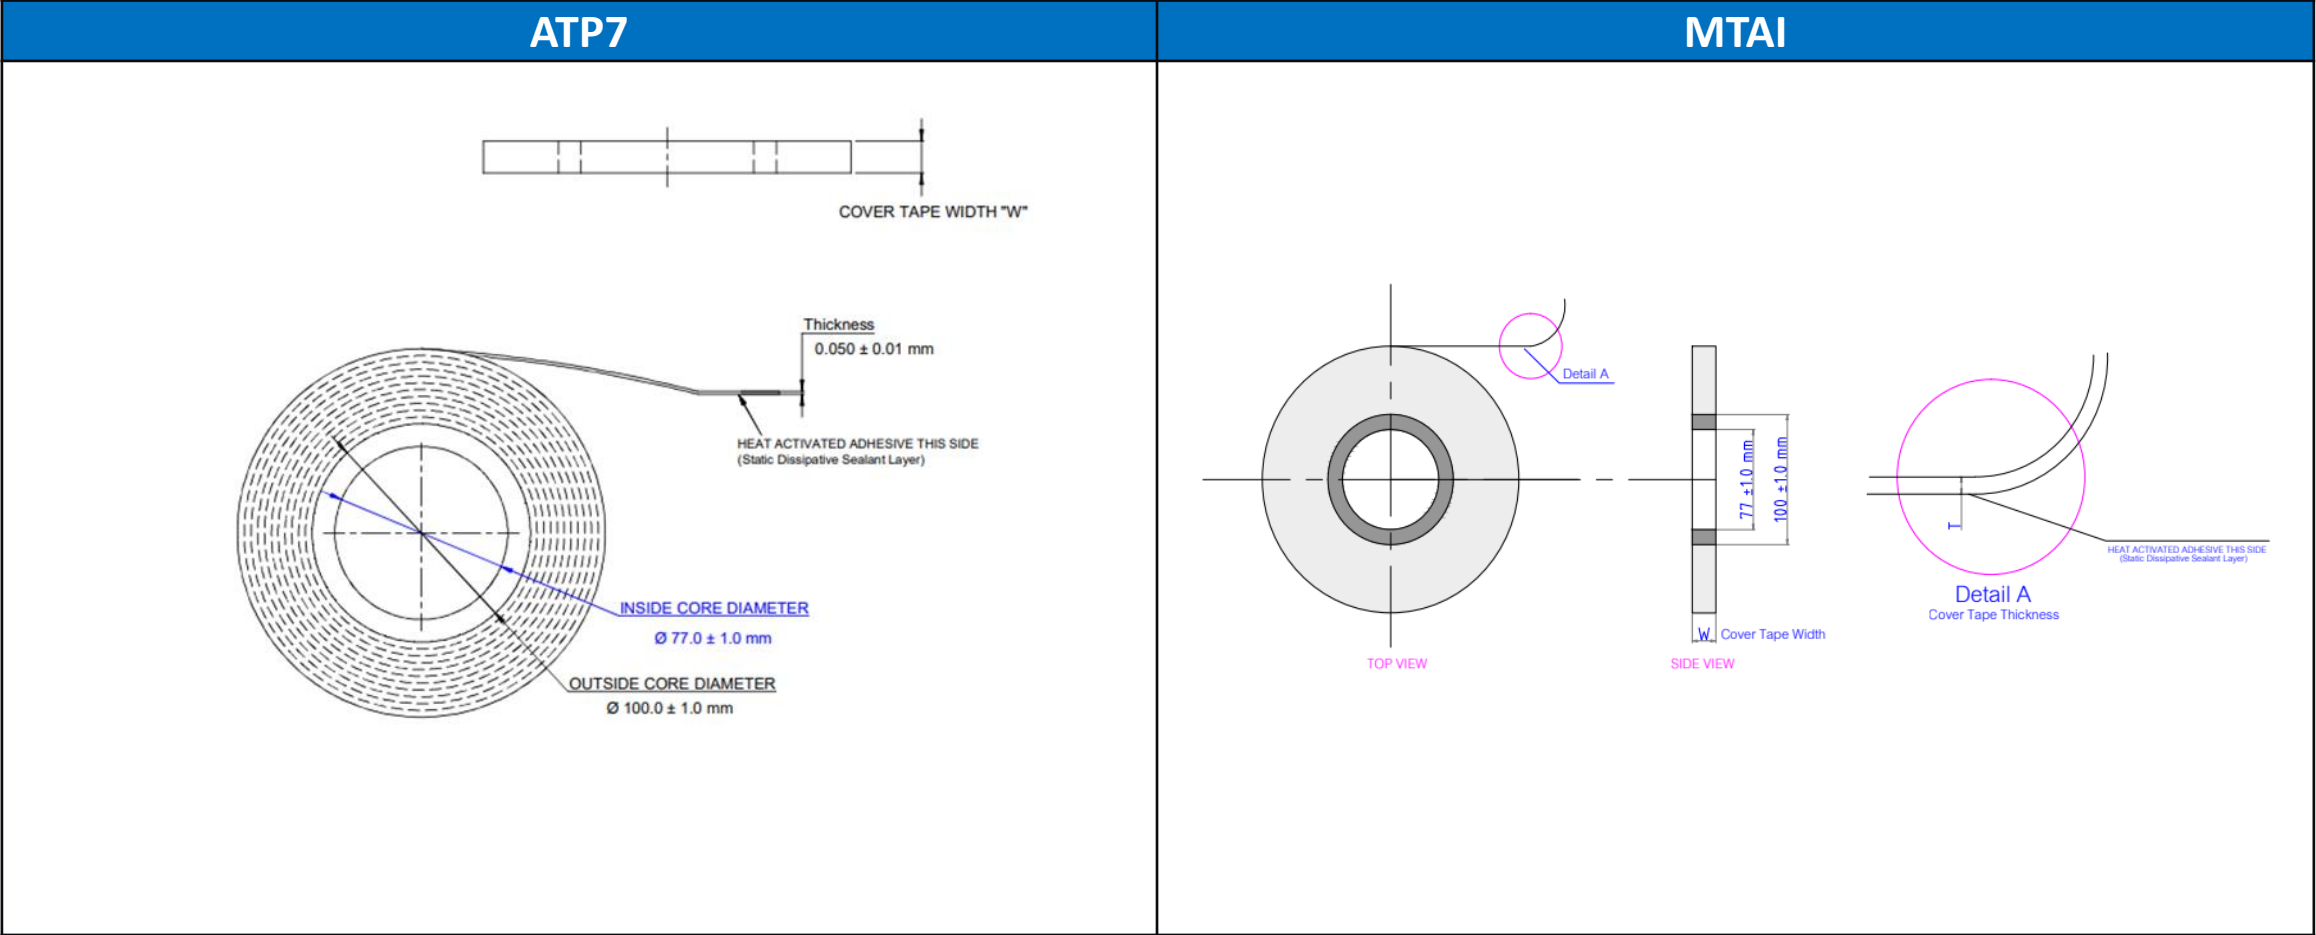 ATP7
MTAI
COVER TAPE WIDTH "W"
Thickness
0.050 ± 0.01 mm
HEAT ACTIVATED ADHESIVE THIS SIDE
(Static Dissipative Sealant Layer)
INSIDE CORE DIAMETER
Ø 77.0 ± 1.0 mm
OUTSIDE CORE DIAMETER
Ø 100.0 ± 1.0 mm
Detail A
77 ±1.0 mm
100 ±1.0 mm
W Cover Tape Width
TOP VIEW
SIDE VIEW
T
HEAT ACTIVATED ADHESIVE THIS SIDE
(Static Dissipative Sealant Layer)
Detail A
Cover Tape Thickness